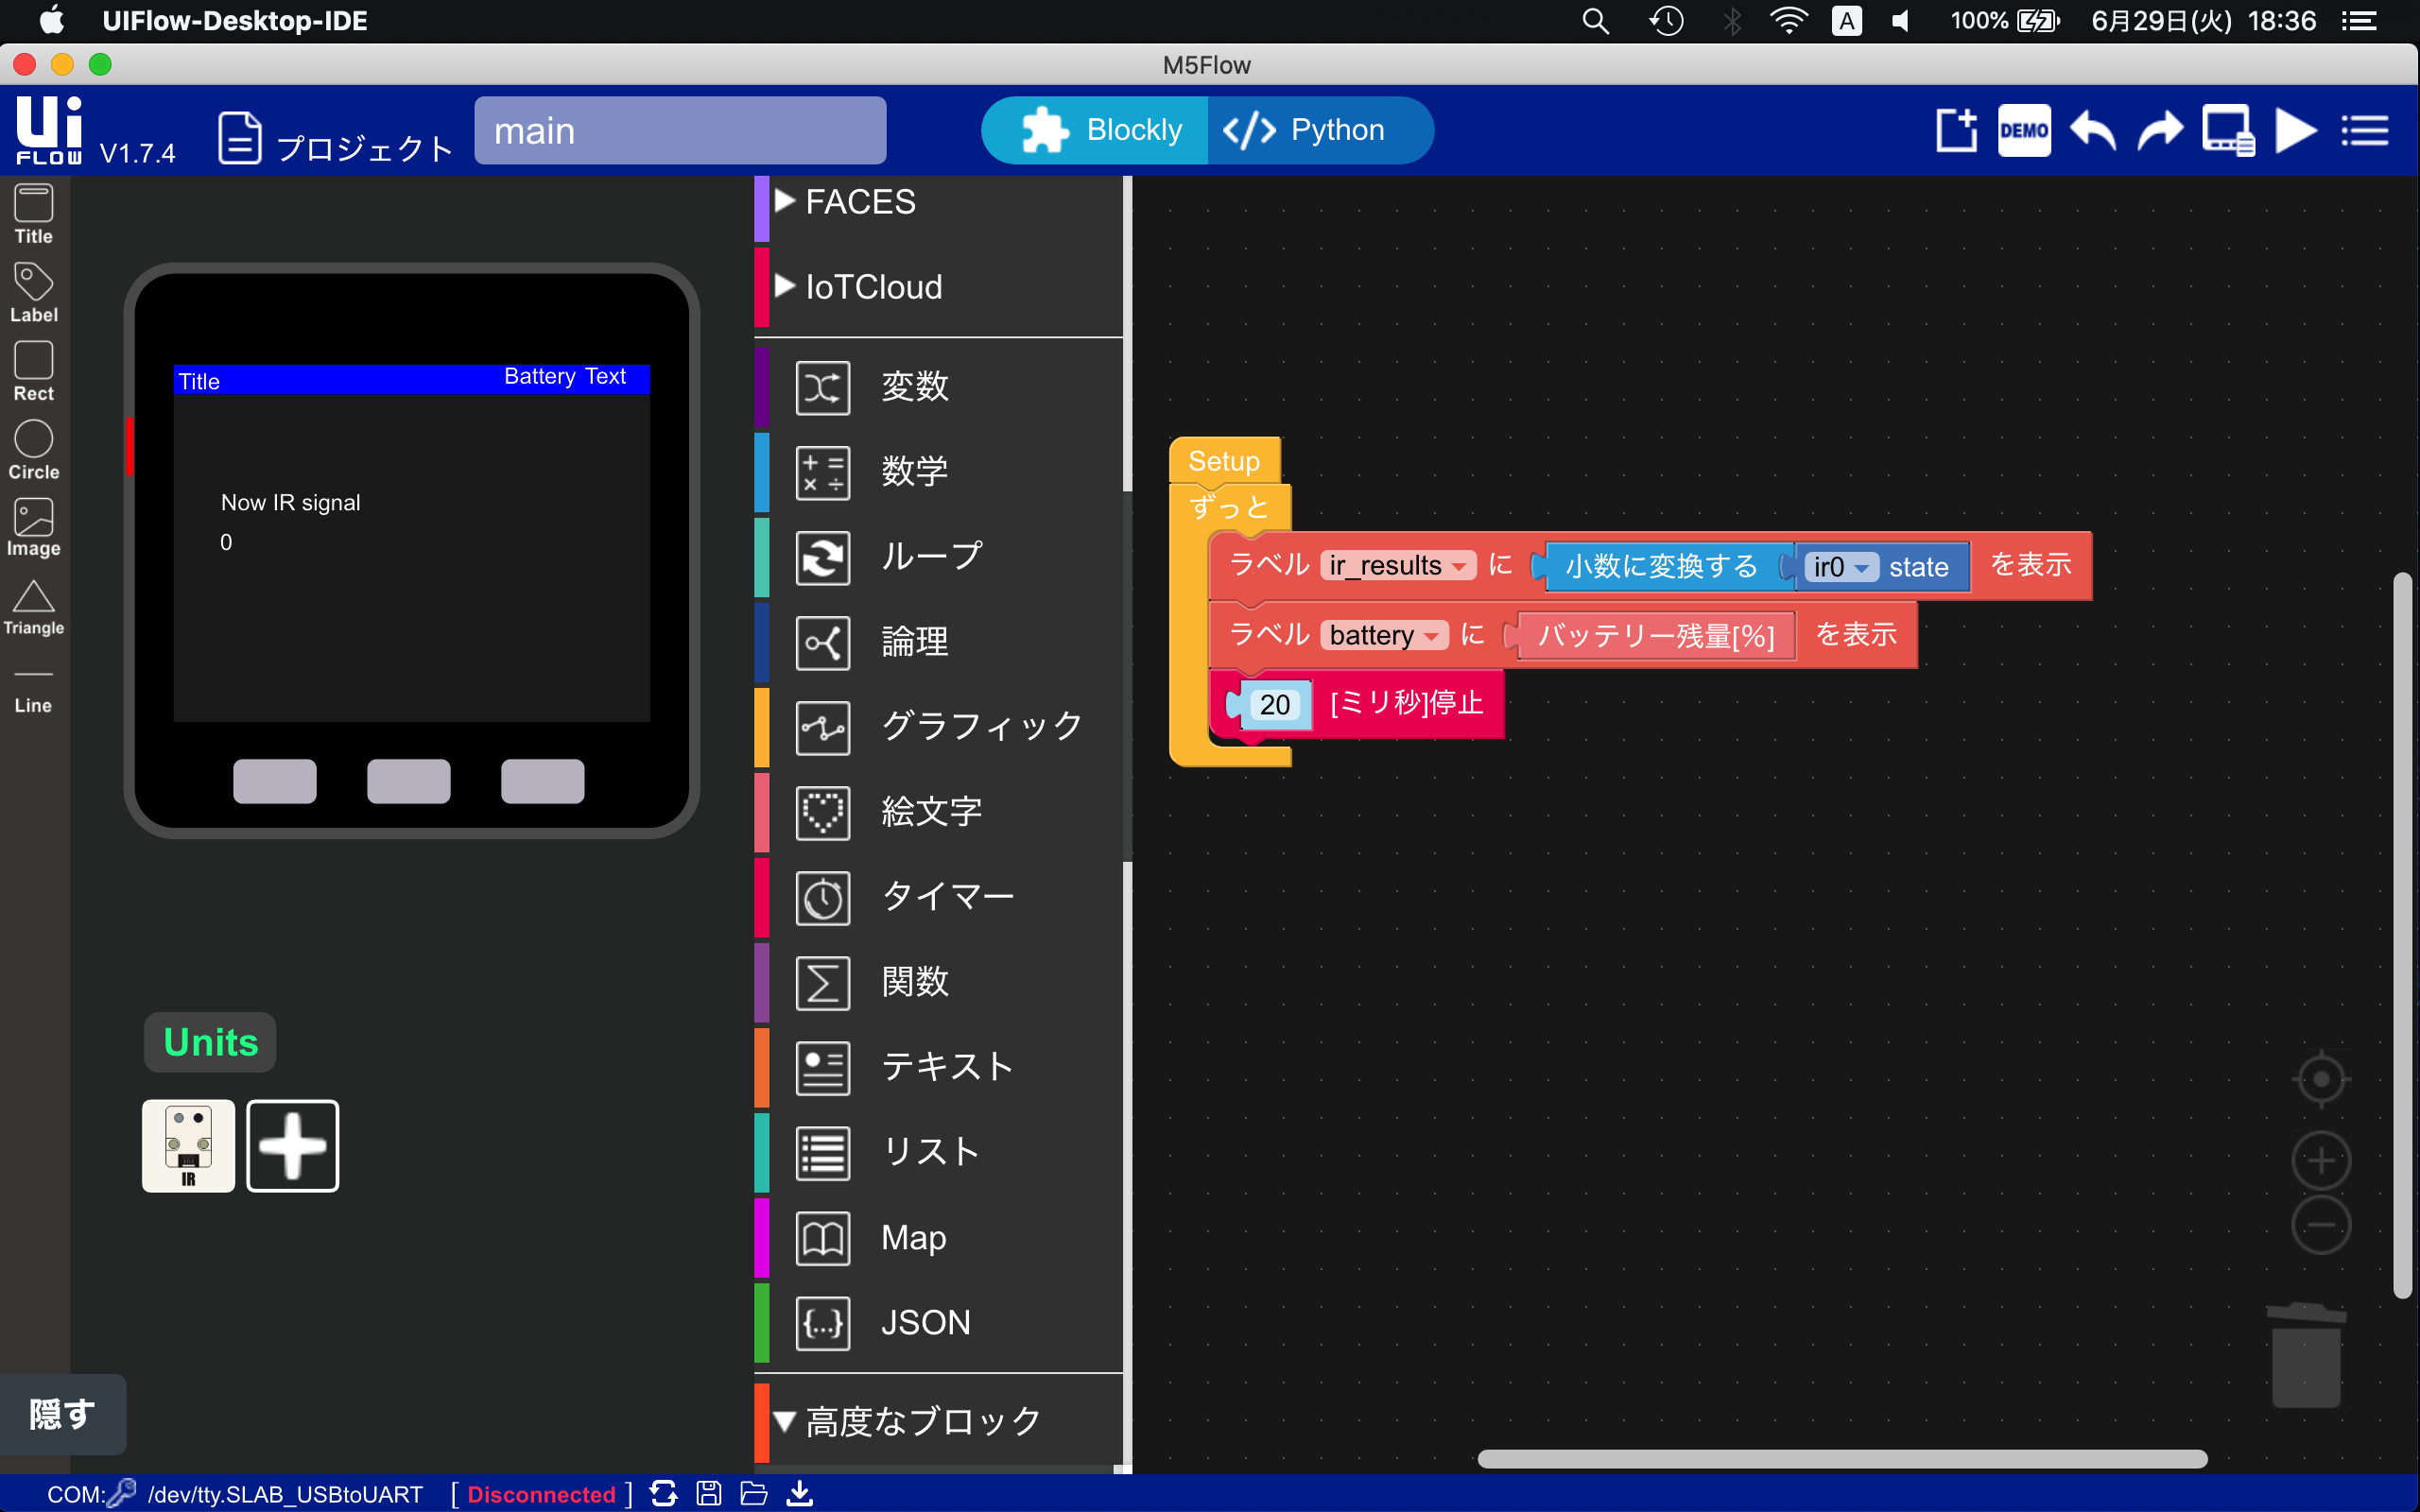 UIFlow-Desktop-IDE
A
100%
6月29日(火) 18:36
M5Flow
Ui
FLOW
V1.7.4
プロジェクト
main
Blockly
</> Python
DEMO
Title
Label
Rect
Circle
Image
Triangle
Line
Title
Battery Text
Now IR signal
0
Units
IR
隠す
FACES
IoTCloud
変数
数学
ループ
論理
グラフィック
絵文字
タイマー
関数
テキスト
リスト
Map
JSON
高度なブロック
Setup
ずっと
ラベル ir_results に 小数に変換する ir0 state を表示
ラベル battery に バッテリー残量[%] を表示
20 [ミリ秒]停止
COM: /dev/tty.SLAB_USBtoUART [ Disconnected ]